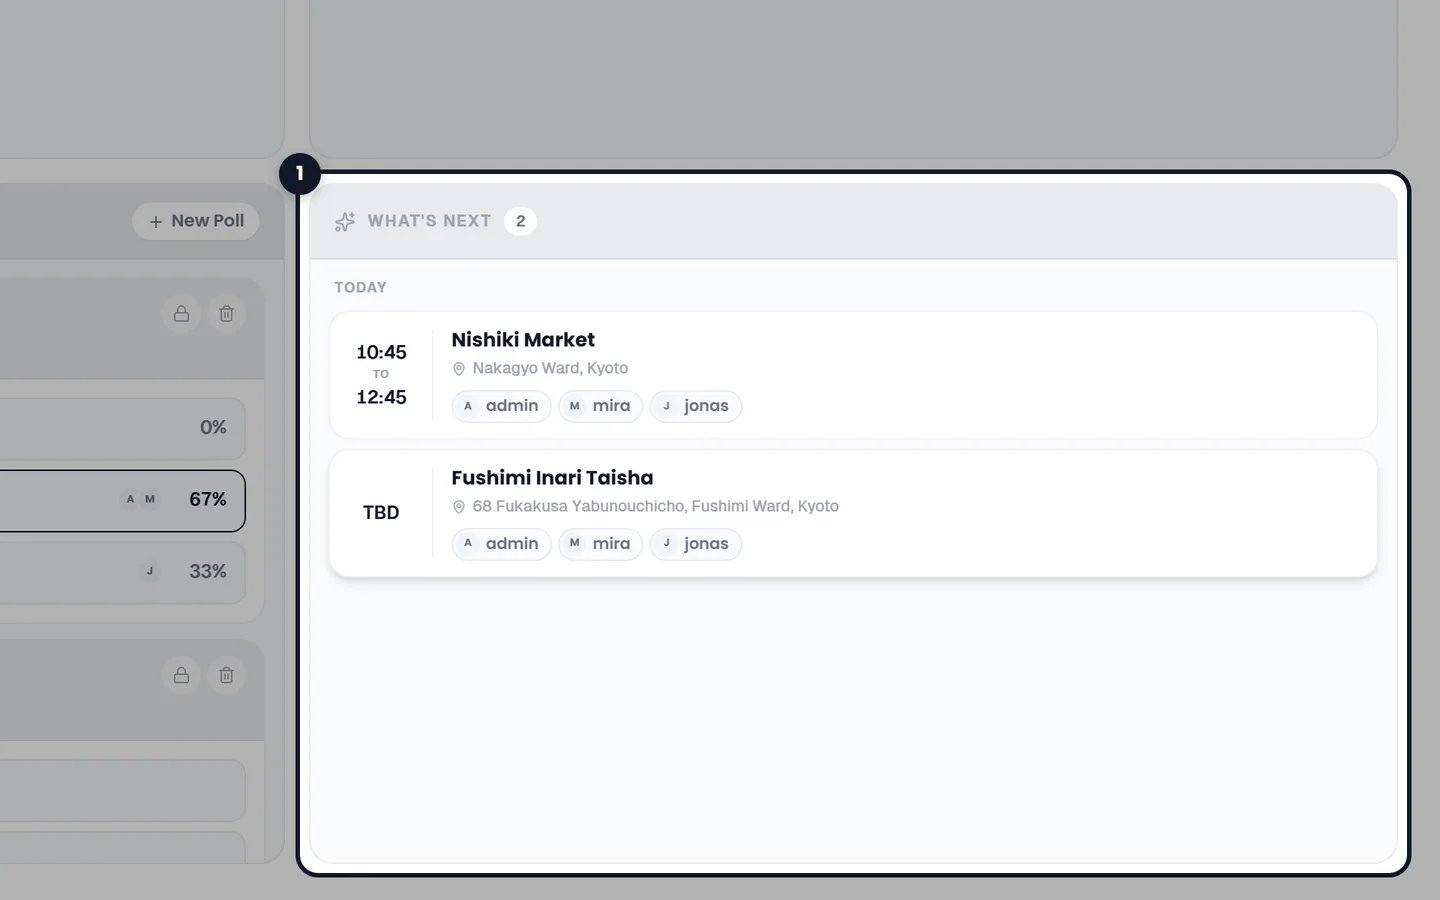 1
+ New Poll
0%
A M 67%
J 33%
WHAT'S NEXT 2
TODAY
10:45
TO
12:45
Nishiki Market
Nakagyo Ward, Kyoto
A admin M mira J jonas
TBD
Fushimi Inari Taisha
68 Fukakusa Yabunouchicho, Fushimi Ward, Kyoto
A admin M mira J jonas